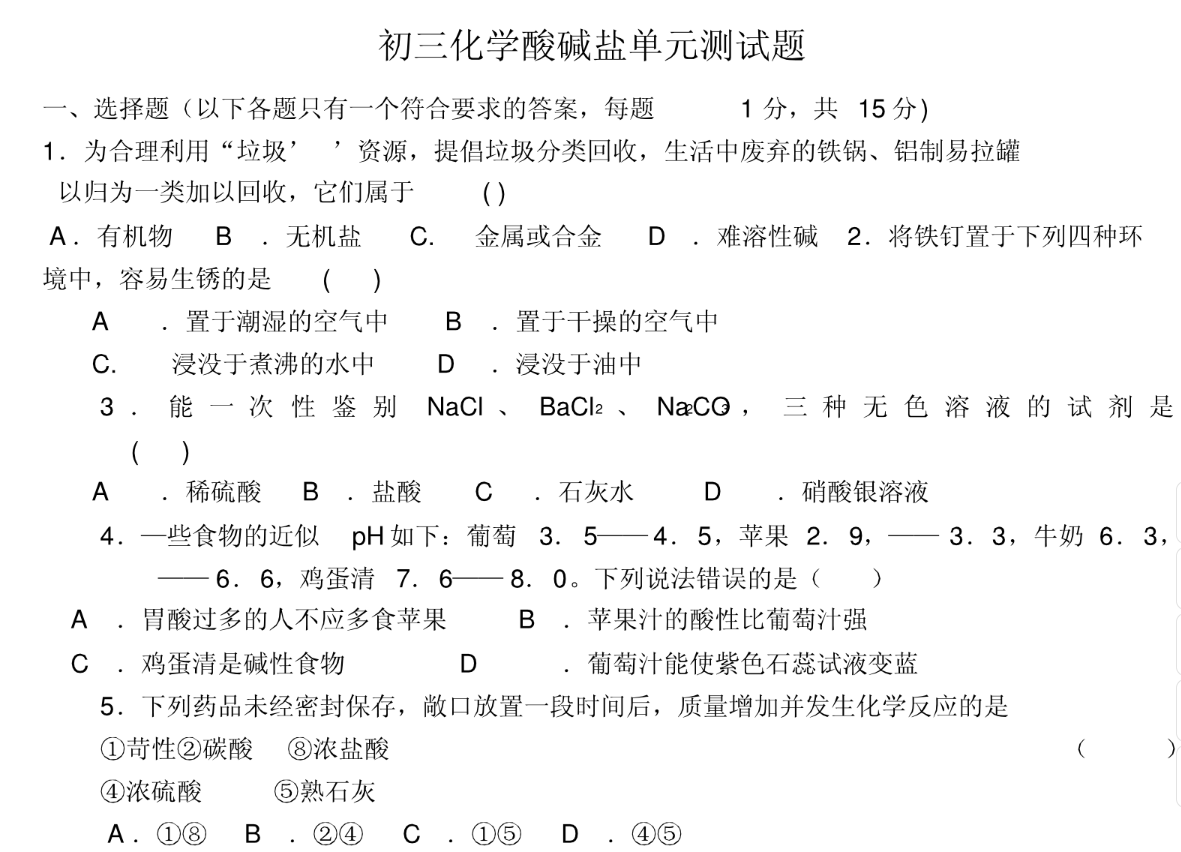 初三化学酸碱盐单元测试题
一、选择题（以下各题只有一个符合要求的答案，每题 1 分，共 15 分)
1．为合理利用“垃圾’ ’资源，提倡垃圾分类回收，生活中废弃的铁锅、铝制易拉罐
以归为一类加以回收，它们属于 ( )
A．有机物 B ．无机盐 C. 金属或合金 D ．难溶性碱 2．将铁钉置于下列四种环
境中，容易生锈的是 ( )
A ．置于潮湿的空气中 B ．置于干操的空气中
C. 浸没于煮沸的水中 D ．浸没于油中
3．能一次性鉴别 NaCl、BaCl₂、Na₂CO₃，三种无色溶液的试剂是
( )
A ．稀硫酸 B ．盐酸 C ．石灰水 D ．硝酸银溶液
4．—些食物的近似 pH 如下：葡萄 3．5—— 4．5，苹果 2．9，—— 3．3，牛奶 6．3，
—— 6．6，鸡蛋清 7．6—— 8．0。下列说法错误的是（ ）
A ．胃酸过多的人不应多食苹果 B ．苹果汁的酸性比葡萄汁强
C ．鸡蛋清是碱性食物 D ．葡萄汁能使紫色石蕊试液变蓝
5．下列药品未经密封保存，敞口放置一段时间后，质量增加并发生化学反应的是
①苛性②碳酸 ⑧浓盐酸 （ ）
④浓硫酸 ⑤熟石灰
A．①⑧ B ．②④ C ．①⑤ D ．④⑤